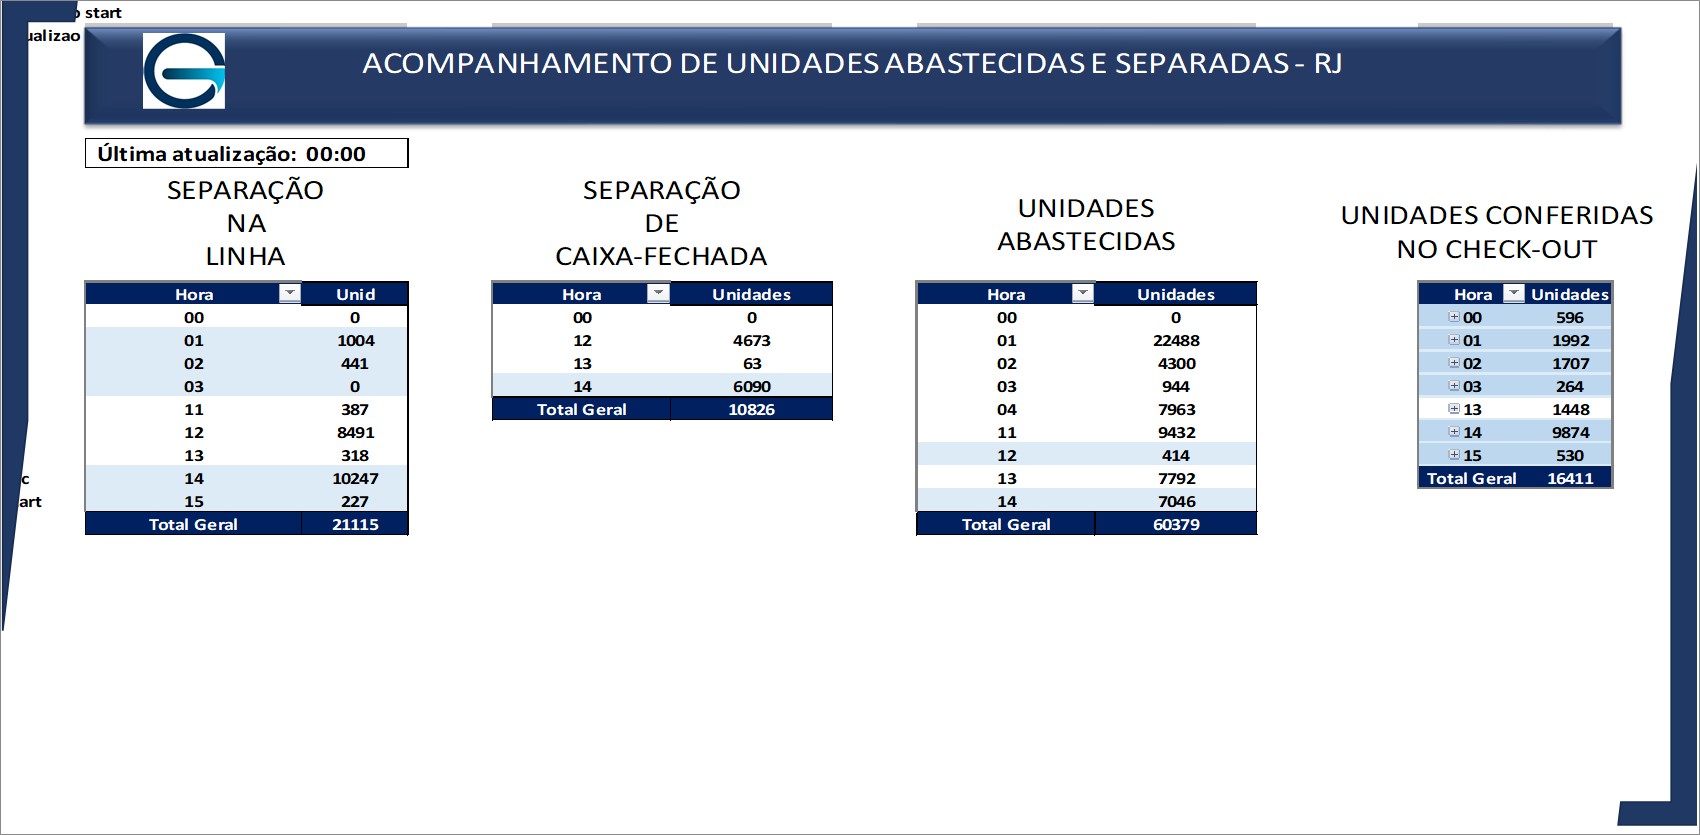 start
ualizao
ACOMPANHAMENTO DE UNIDADES ABASTECIDAS E SEPARADAS - RJ
Última atualização: 00:00
SEPARAÇÃO
NA
LINHA
Hora Unid
00 0
01 1004
02 441
03 0
11 387
12 8491
13 318
14 10247
15 227
Total Geral 21115
SEPARAÇÃO
DE
CAIXA-FECHADA
Hora Unidades
00 0
12 4673
13 63
14 6090
Total Geral 10826
UNIDADES
ABASTECIDAS
Hora Unidades
00 0
01 22488
02 4300
03 944
04 7963
11 9432
12 414
13 7792
14 7046
Total Geral 60379
UNIDADES CONFERIDAS
NO CHECK-OUT
Hora Unidades
00 596
01 1992
02 1707
03 264
13 1448
14 9874
15 530
Total Geral 16411
c
art